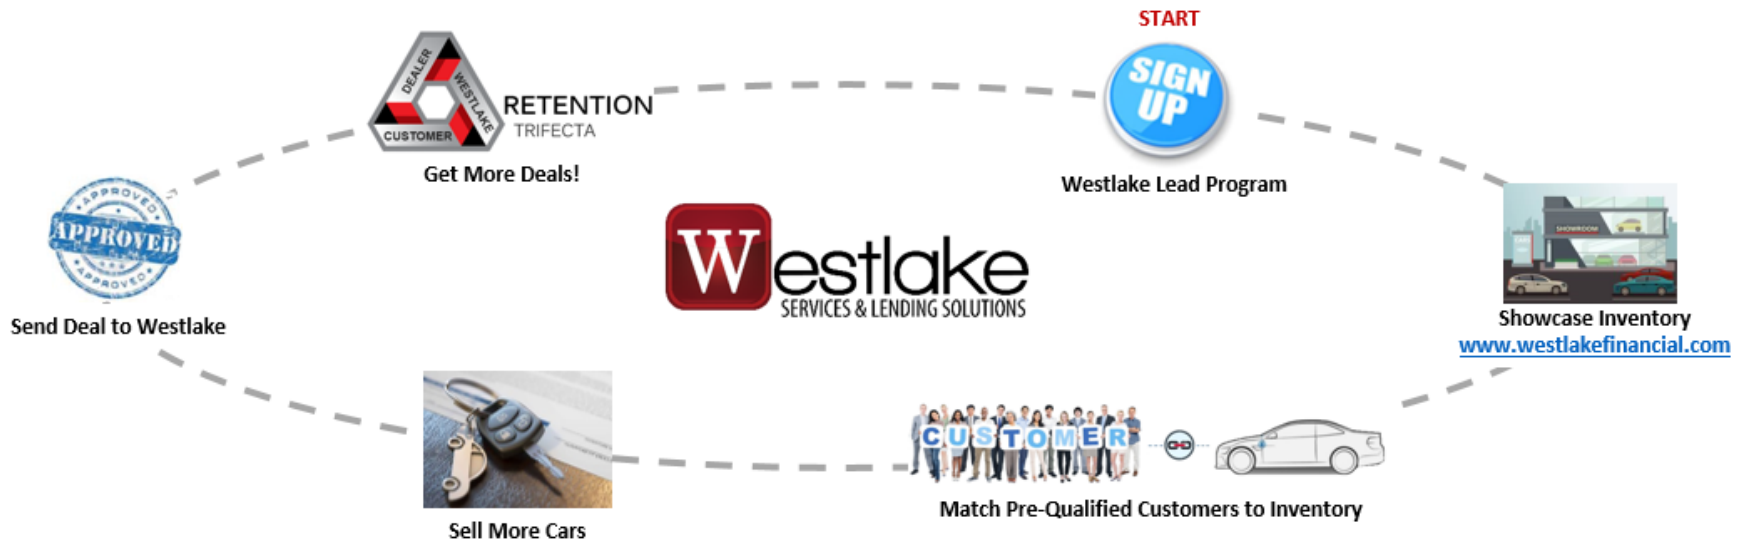 START
SIGN
UP
Westlake Lead Program
SHOWROOM
Showcase Inventory
www.westlakefinancial.com
CUSTOMER
Match Pre-Qualified Customers to Inventory
Sell More Cars
APPROVED
APPROVED
APPROVED
Send Deal to Westlake
DEALER
WESTLAKE
CUSTOMER
RETENTION
TRIFECTA
Get More Deals!
Westlake
SERVICES & LENDING SOLUTIONS